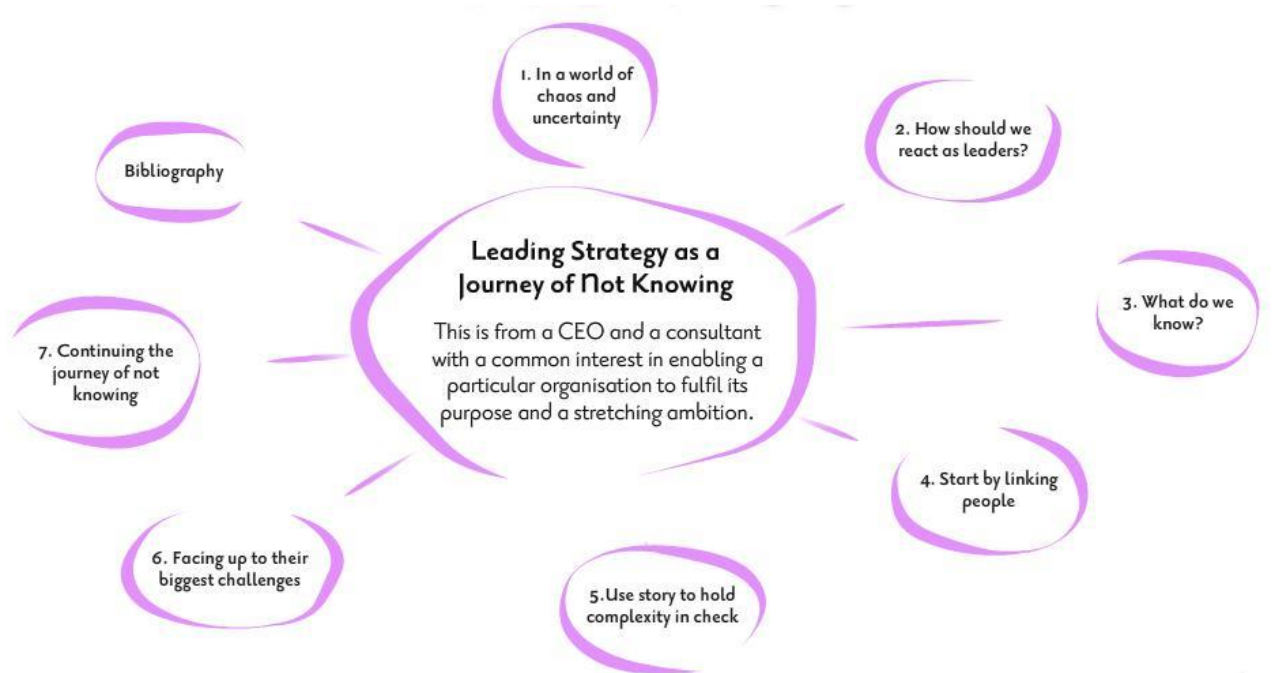 1. In a world of
chaos and
uncertainty
2. How should we
react as leaders?
Bibliography
Leading Strategy as a
Journey of Not Knowing
This is from a CEO and a consultant
with a common interest in enabling a
particular organisation to fulfil its
purpose and a stretching ambition.
3. What do we
know?
7. Continuing the
journey of not
knowing
4. Start by linking
people
6. Facing up to their
biggest challenges
5.Use story to hold
complexity in check